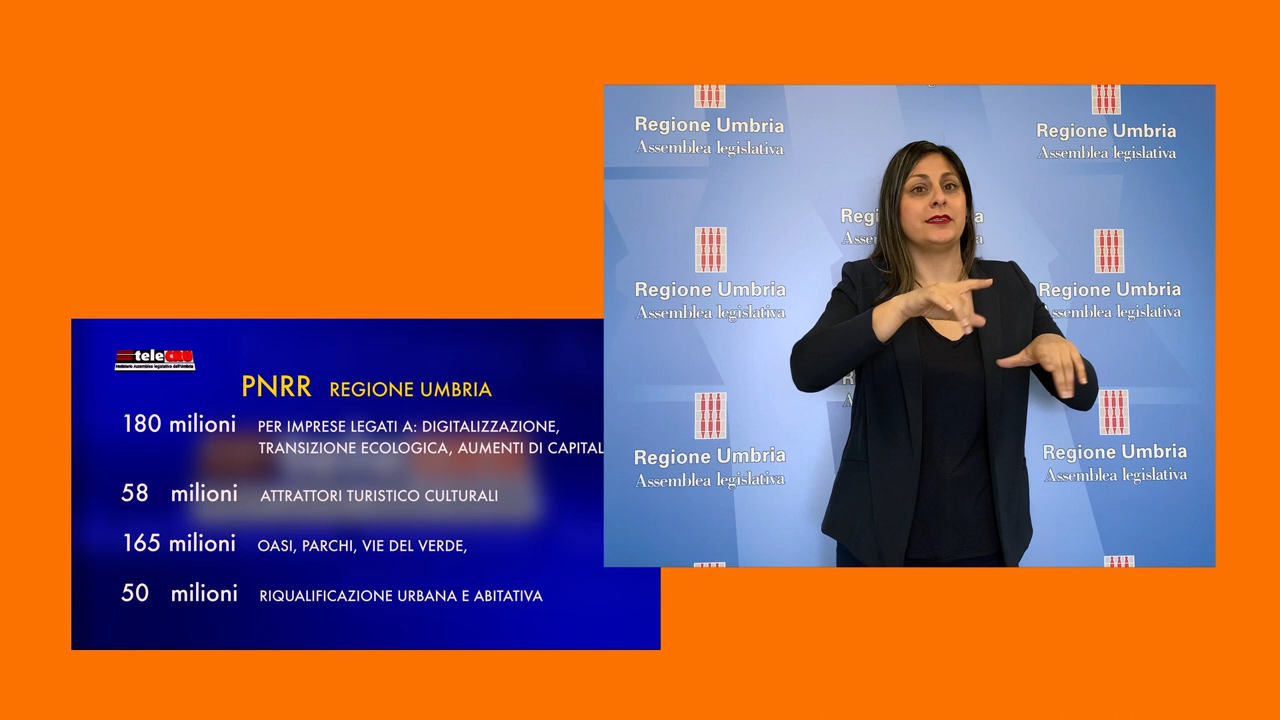 teleCRU
Notiziario Assemblea legislativa dell'Umbria
PNRR REGIONE UMBRIA
180 milioni PER IMPRESE LEGATI A: DIGITALIZZAZIONE,
TRANSIZIONE ECOLOGICA, AUMENTI DI CAPITAL
58 milioni ATTRATTORI TURISTICO CULTURALI
165 milioni OASI, PARCHI, VIE DEL VERDE,
50 milioni RIQUALIFICAZIONE URBANA E ABITATIVA
Regione Umbria
Assemblea legislativa
Regione Umbria
Assemblea legislativa
Regione Umbria
Assemblea legislativa
Regione Umbria
Assemblea legislativa
Regione Umbria
Assemblea legislativa
Regione Umbria
Assemblea legislativa